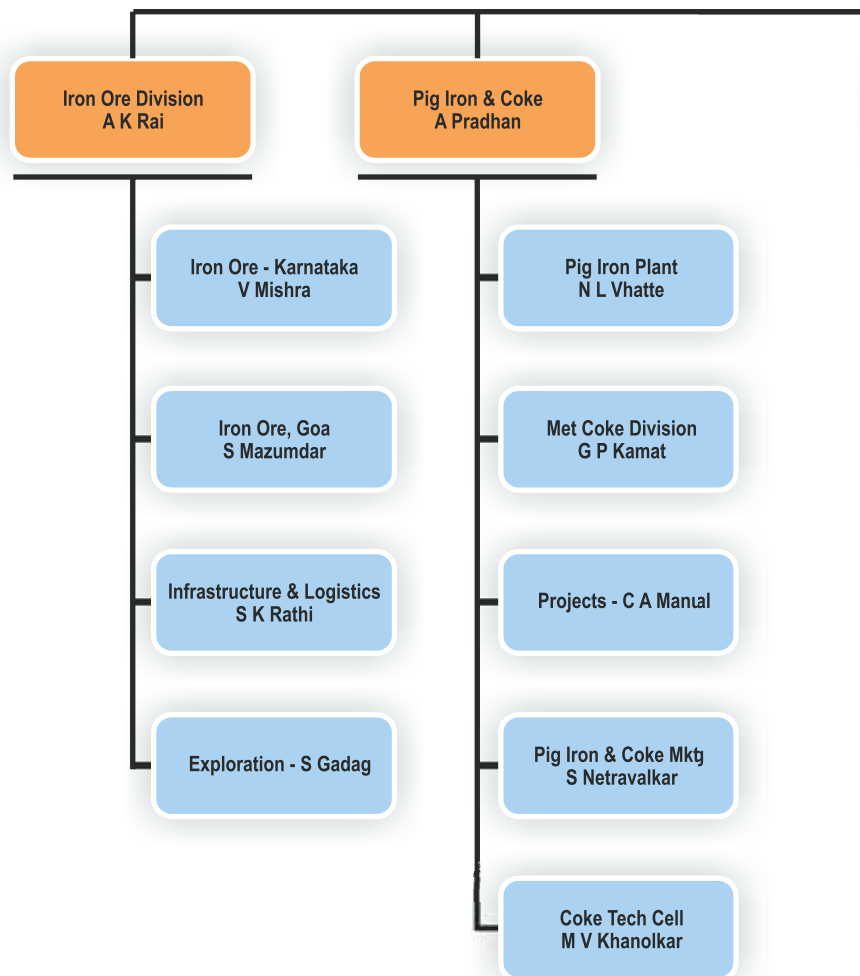 Iron Ore Division
A K Rai
Iron Ore - Karnataka
V Mishra
Iron Ore, Goa
S Mazumdar
Infrastructure & Logistics
S K Rathi
Exploration - S Gadag
Pig Iron & Coke
A Pradhan
Pig Iron Plant
N L Vhatte
Met Coke Division
G P Kamat
Projects - C A Manual
Pig Iron & Coke Mktg
S Netravalkar
Coke Tech Cell
M V Khanolkar